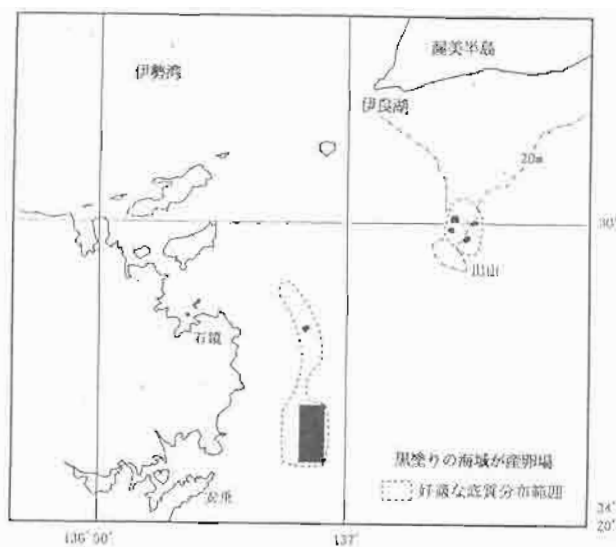 渥美半島
伊勢湾
伊良湖
20m
30'
出山
石鏡
黒塗りの海域が産卵場
好適な底質分布範囲
安乗
34°
20'
136°50'
137°